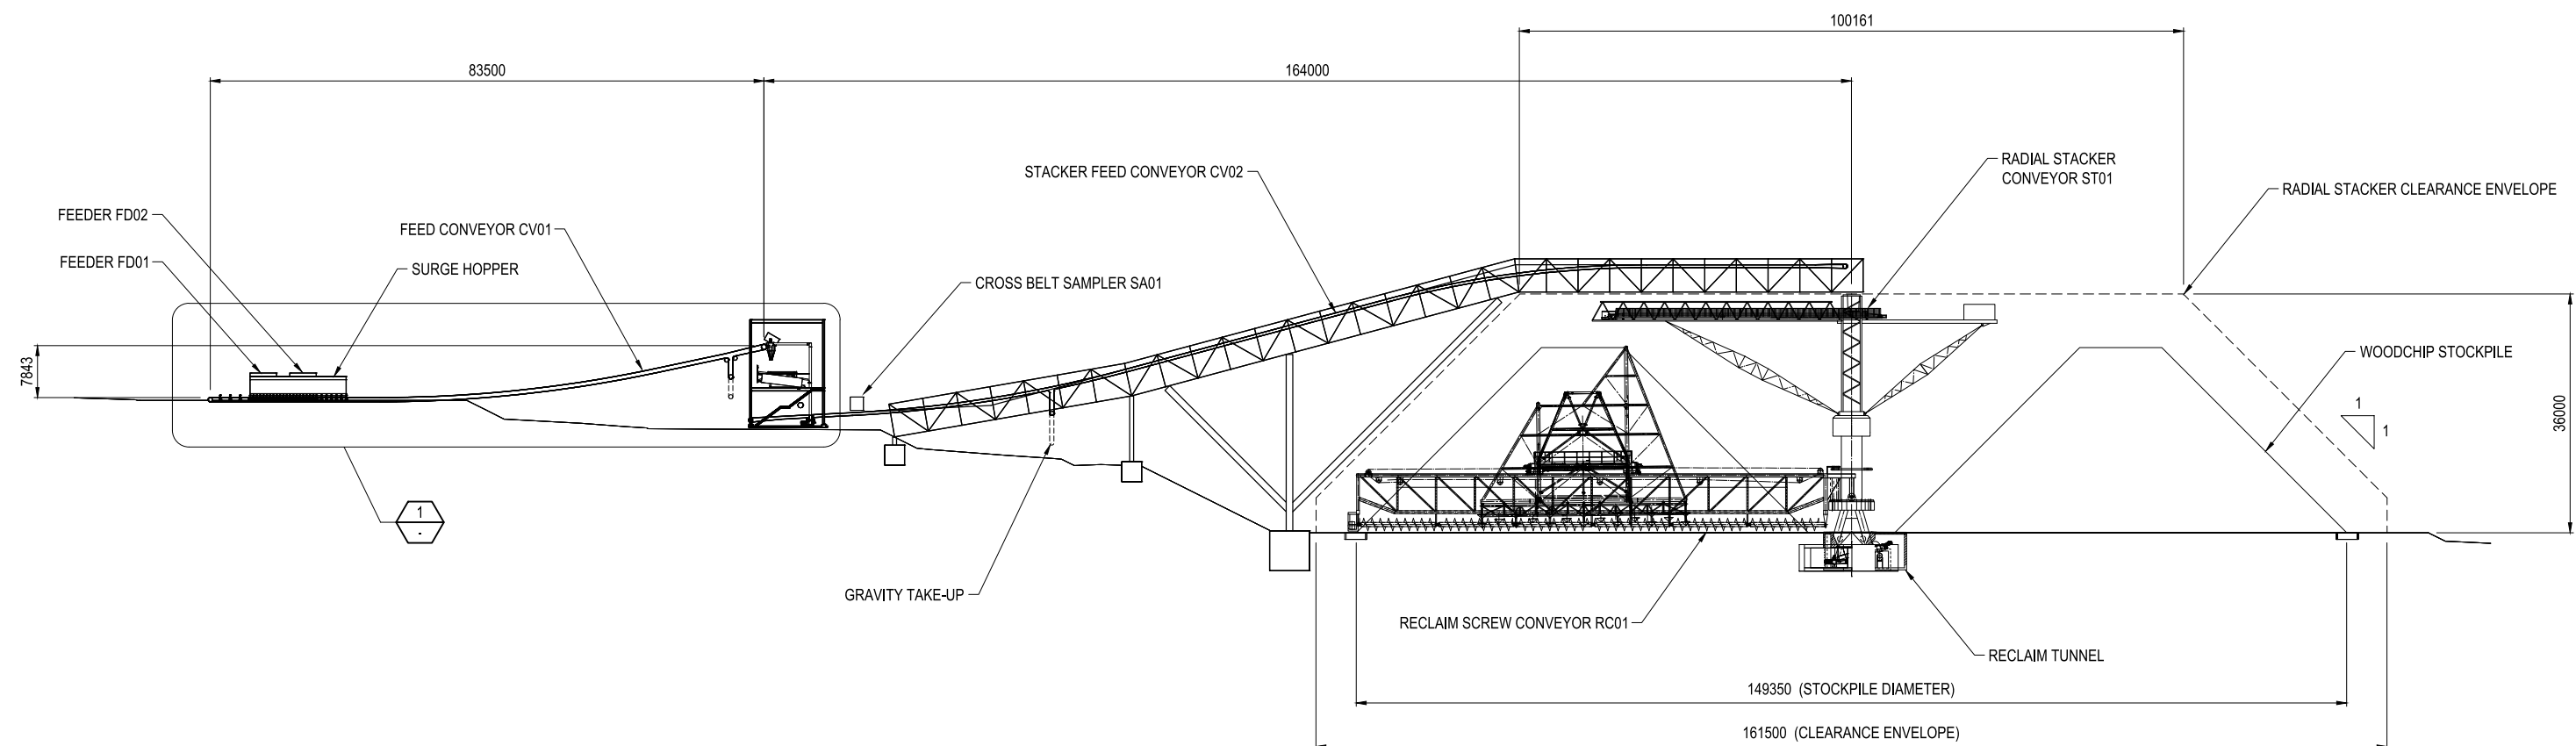 100161
83500
164000
RADIAL STACKER
CONVEYOR ST01
STACKER FEED CONVEYOR CV02
RADIAL STACKER CLEARANCE ENVELOPE
FEEDER FD02
FEED CONVEYOR CV01
FEEDER FD01
SURGE HOPPER
CROSS BELT SAMPLER SA01
7843
WOODCHIP STOCKPILE
36000
1
1
1
-
GRAVITY TAKE-UP
RECLAIM SCREW CONVEYOR RC01
RECLAIM TUNNEL
149350 (STOCKPILE DIAMETER)
161500 (CLEARANCE ENVELOPE)